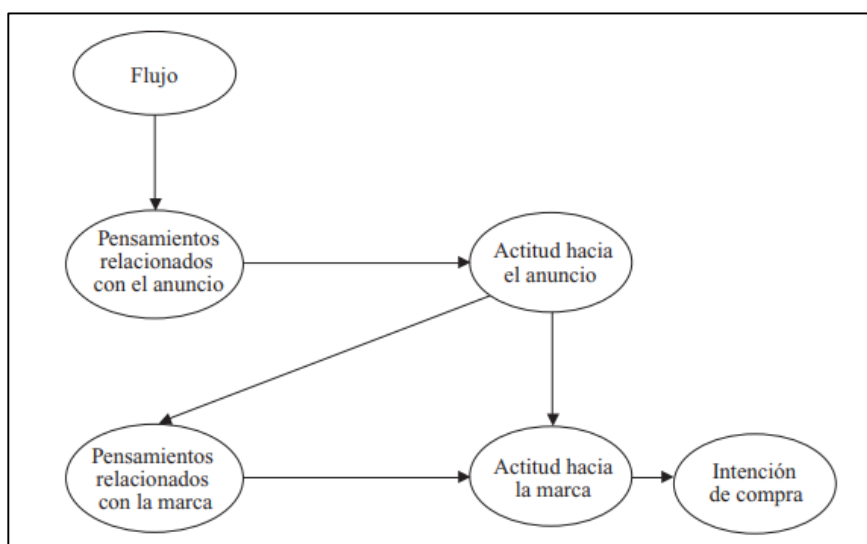 Flujo
Pensamientos
relacionados
con el anuncio
Actitud hacia
el anuncio
Pensamientos
relacionados
con la marca
Actitud hacia
la marca
Intención
de compra